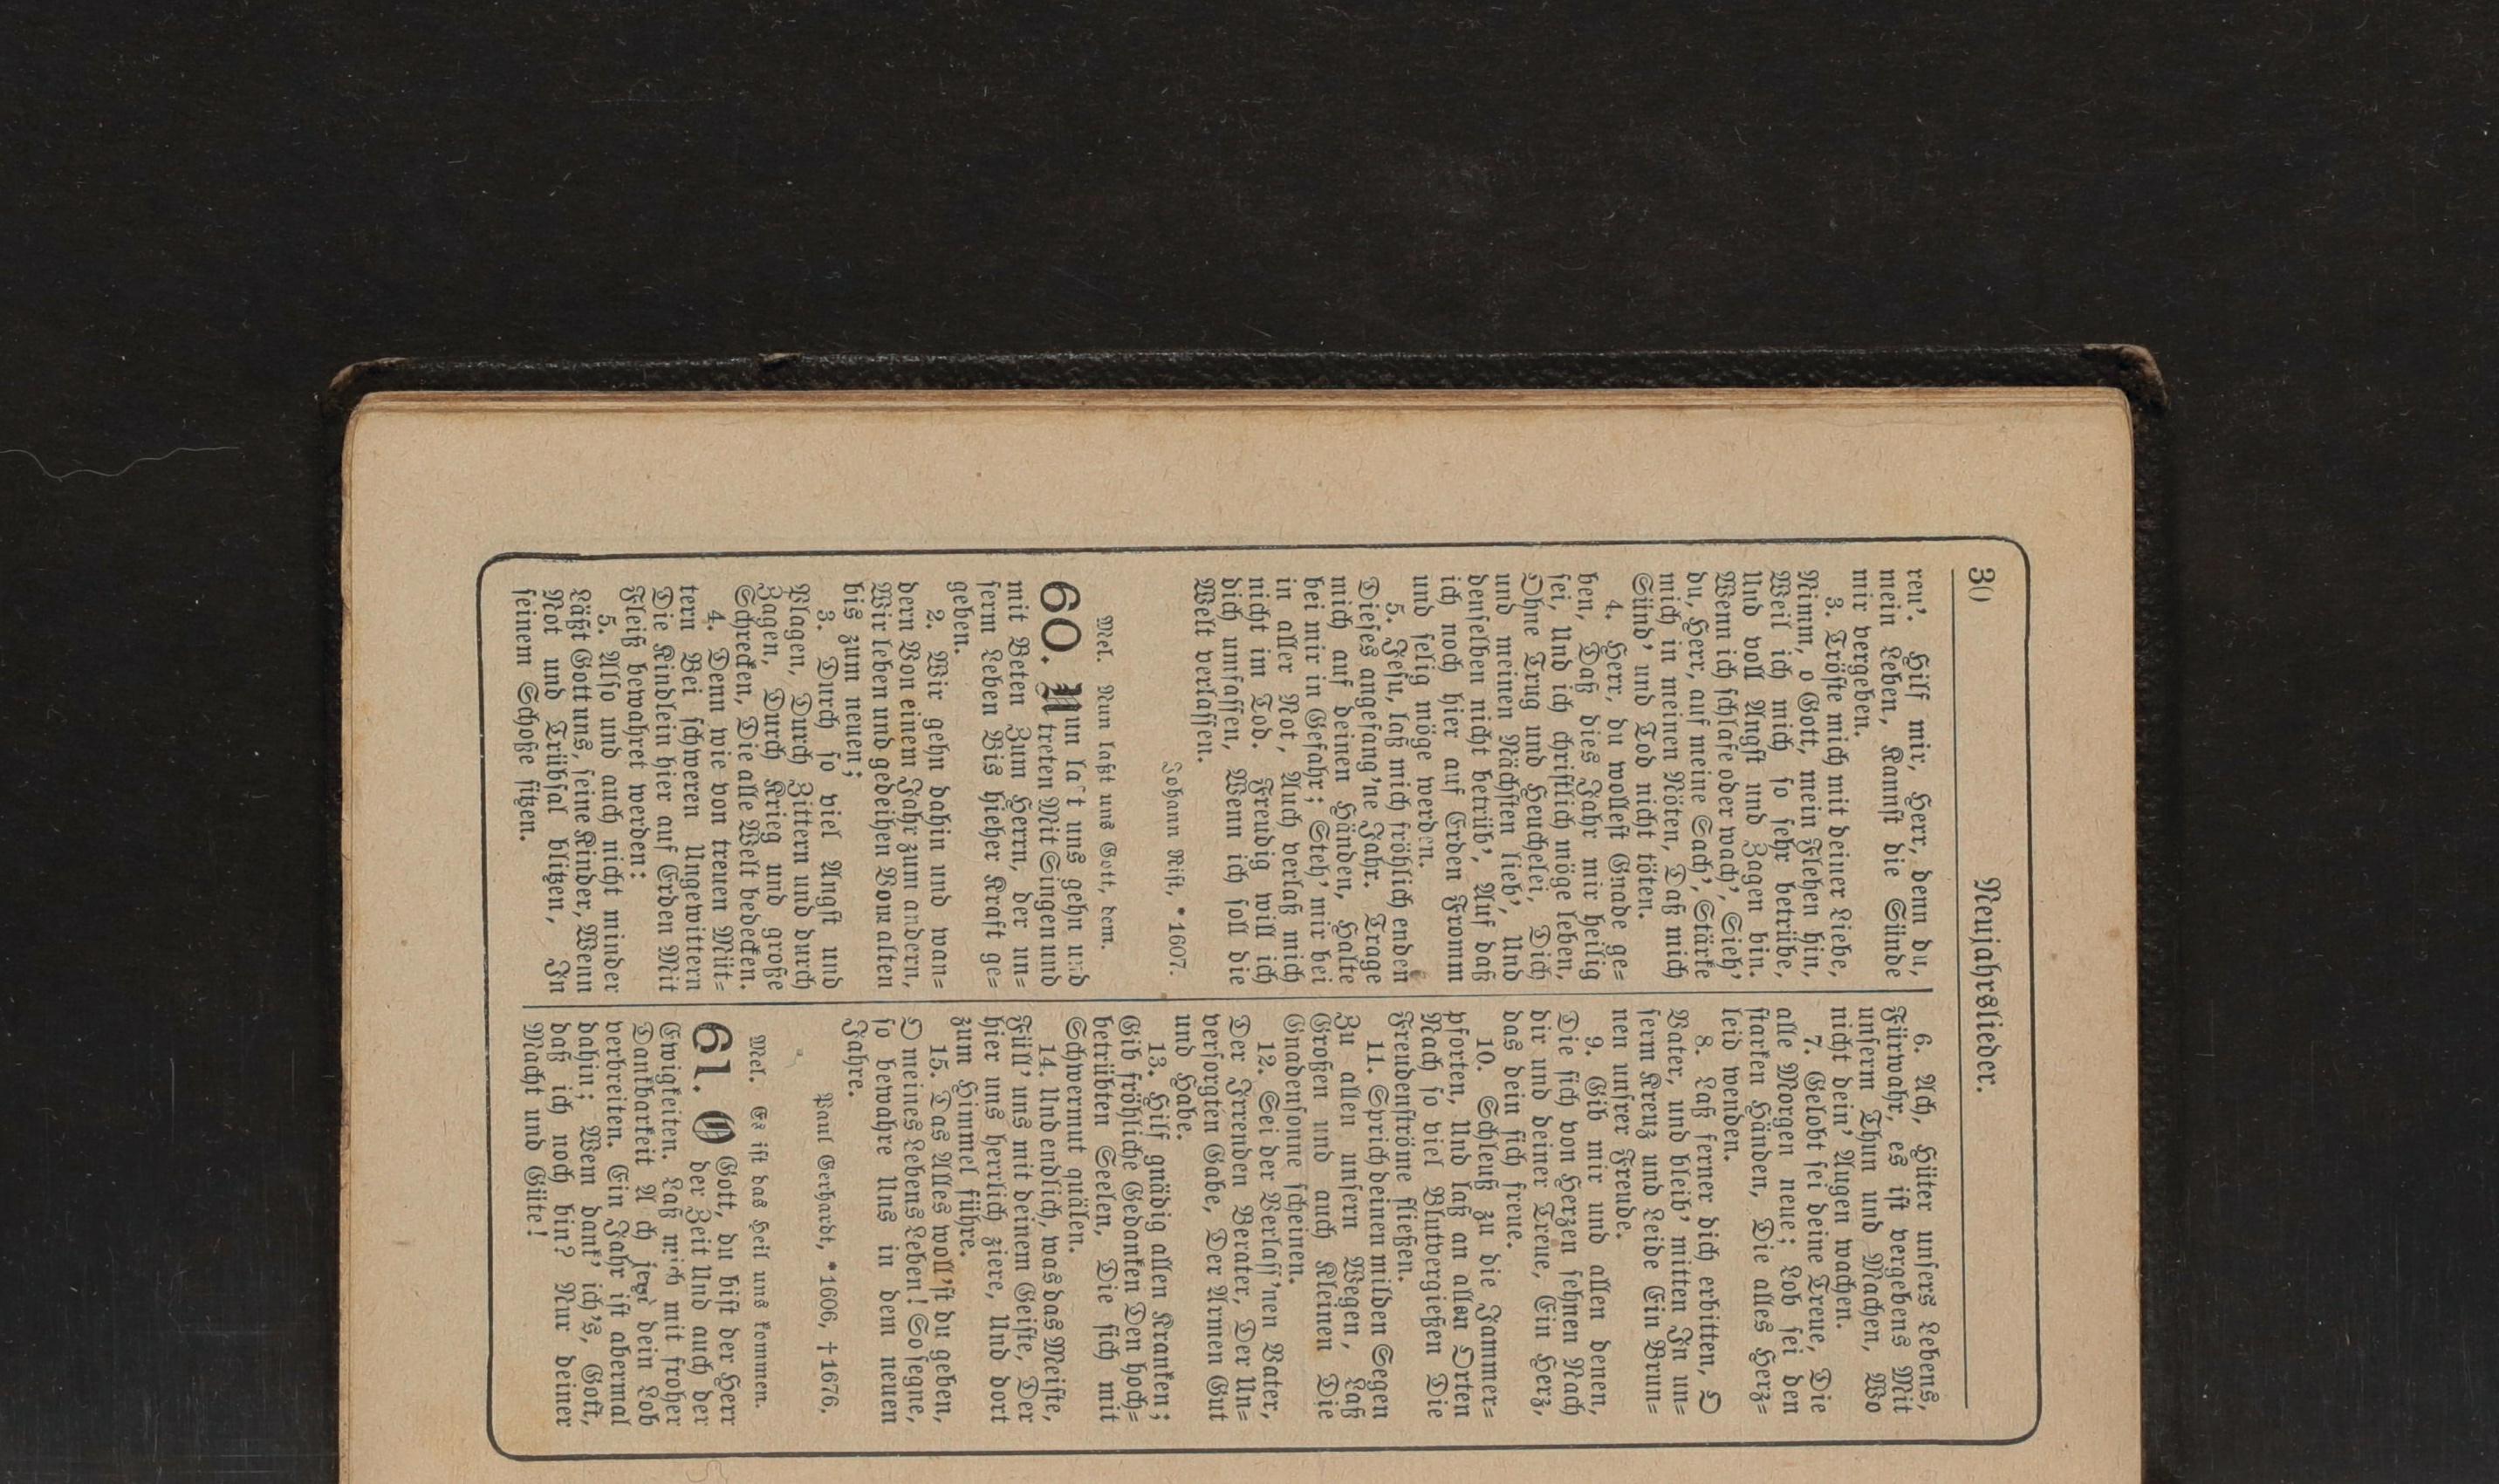 30
Neujahrslieder.
ren'. Hilf mir, Herr, denn du,
mein Leben, Kannst die Sünde
mir vergeben.
3. Tröste mich mit deiner Liebe,
Nimm, o Gott, mein Flehen hin,
Weil ich mich so sehr betrübe,
Und voll Angst und Zagen bin.
Wenn ich schlafe oder wach', Sieh'
du, Herr, auf meine Sach', Stärke
mich in meinen Nöten, Daß mich
Sünd' und Tod nicht töten.
4. Herr, du wollest Gnade ge=
ben, Daß dies Jahr mir heilig
sei, Und ich christlich möge leben,
Ohne Trug und Heuchelei, Dich
und meinen Nächsten lieb', Und
denselben nicht betrüb', Auf daß
ich noch hier auf Erden Fromm
und selig möge werden.
5. Jesu, laß mich fröhlich enden
Dieses angefang'ne Jahr. Trage
mich auf deinen Händen, Halte
bei mir in Gefahr; Steh' mir bei
in aller Not, Auch verlaß mich
nicht im Tod. Freudig will ich
dich umfassen, Wenn ich soll die
Welt verlassen.
Johann Rist, *1607.
Mel. Nun laßt uns Gott, dem.
60. Nun laßt uns gehn und
treten Mit Singen und
mit Beten Zum Herrn, der un=
serm Leben Bis hieher Kraft ge=
geben.
2. Wir gehn dahin und wan=
dern Von einem Jahr zum andern,
Wir leben und gedeihen Vom alten
bis zum neuen;
3. Durch so viel Angst und
Plagen, Durch Zittern und durch
Zagen, Durch Krieg und große
Schrecken, Die alle Welt bedecken.
4. Denn wie von treuen Müt=
tern Bei schweren Ungewittern
Die Kindlein hier auf Erden Mit
Fleiß bewahret werden:
5. Also und auch nicht minder
Läßt Gott uns, seine Kinder, Wenn
Not und Trübsal blitzen, In
seinem Schoße sitzen.
6. Ach, Hüter unsers Lebens,
Fürwahr, es ist vergebens Mit
unserm Thun und Machen, Wo
nicht dein' Augen wachen.
7. Gelobt sei deine Treue, Die
alle Morgen neue; Lob sei den
starken Händen, Die alles Herz=
leid wenden.
8. Laß ferner dich erbitten, O
Vater, und bleib' mitten In un=
serm Kreuz und Leide Ein Brun=
nen unsrer Freude.
9. Gib mir und allen denen,
Die sich von Herzen sehnen Nach
dir und deiner Treue, Ein Herz,
das dein sich freue.
10. Schleuß zu die Jammer=
pforten, Und laß an allen Orten
Nach so viel Blutvergießen Die
Freudenströme fließen.
11. Sprich deinen milden Segen
Zu allen unsern Wegen, Laß
Großen und auch Kleinen Die
Gnadensonne scheinen.
12. Sei der Verlass'nen Vater,
Der Irrenden Berater, Der Un=
versorgten Gabe, Der Armen Gut
und Habe.
13. Hilf gnädig allen Kranken;
Gib fröhliche Gedanken Den hoch=
betrübten Seelen, Die sich mit
Schwermut quälen.
14. Und endlich, was das Meiste,
Füll' uns mit deinem Geiste, Der
hier uns herrlich ziere, Und dort
zum Himmel führe.
15. Das Alles woll'st du geben,
O meines Lebens Leben! So segne,
so bewahre Uns in dem neuen
Jahre.
Paul Gerhardt, *1606, †1676.
Mel. Es ist das Heil uns kommen.
61. O Gott, du bist der Herr
der Zeit Und auch der
Ewigkeiten. Laß mich mit froher
Dankbarkeit Auch jetzt dein Lob
verbreiten. Ein Jahr ist abermal
dahin; Wem dank' ich's, Gott,
daß ich noch bin? Nur deiner
Macht und Güte!